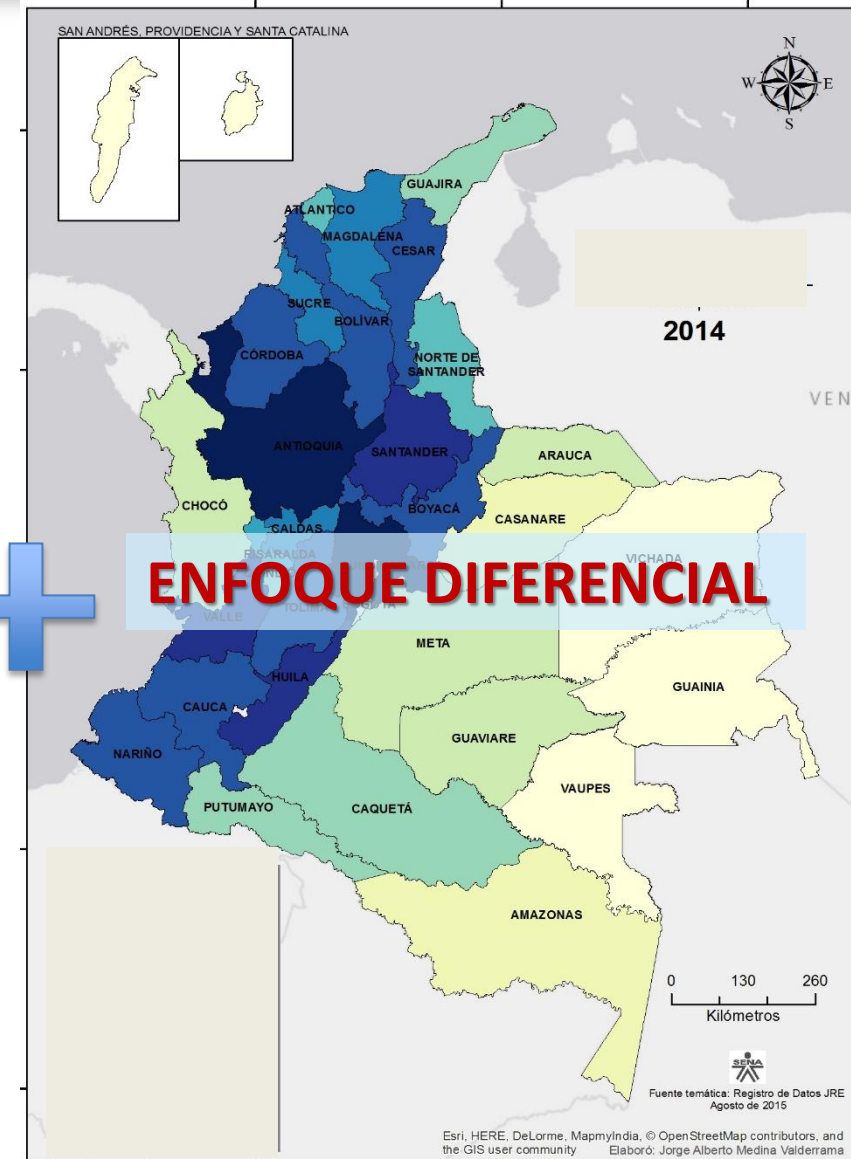 SAN ANDRÉS, PROVIDENCIA Y SANTA CATALINA
N
W E
S
GUAJIRA
ATLANTICO
MAGDALENA
CESAR
SUCRE
BOLÍVAR
2014
CÓRDOBA
NORTE DE
SANTANDER
VEN
ANTIOQUIA
SANTANDER
ARAUCA
CHOCÓ
BOYACÁ
CASANARE
CALDAS
RISARALDA
VICHADA
ENFOQUE DIFERENCIAL
TOLIMA
VALLE
META
HUILA
GUAINIA
CAUCA
GUAVIARE
NARIÑO
VAUPES
PUTUMAYO
CAQUETÁ
AMAZONAS
0 130 260
Kilómetros
SENA
Fuente temática: Registro de Datos JRE
Agosto de 2015
Esri, HERE, DeLorme, MapmyIndia, © OpenStreetMap contributors, and
the GIS user community Elaboró: Jorge Alberto Medina Valderrama